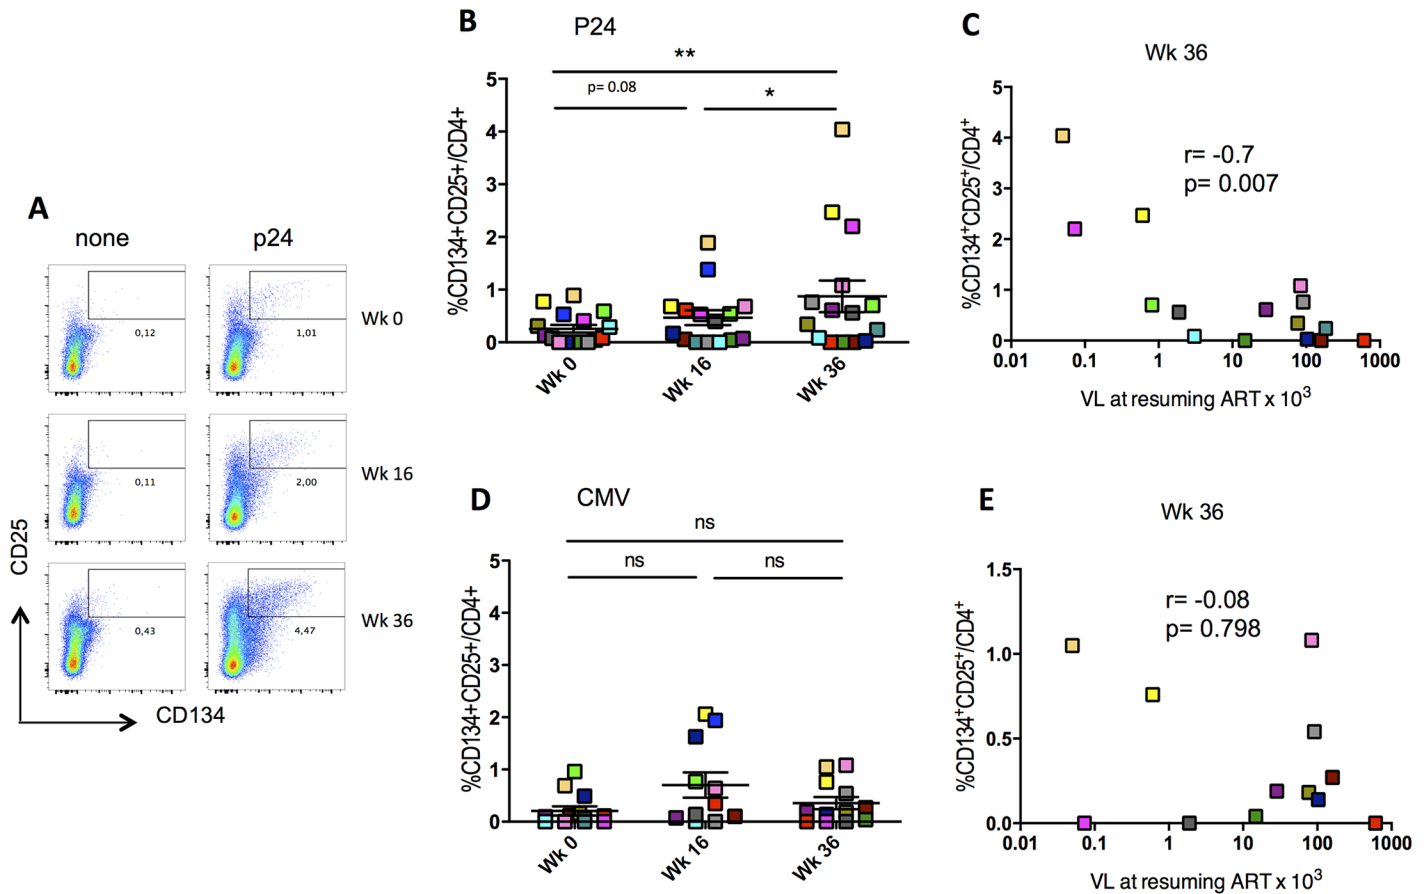 A
none
p24
0,12
1,01
Wk 0
0,11
2,00
Wk 16
0,43
4,47
Wk 36
CD25
CD134
B
P24
**
p= 0.08
*
%CD134+CD25+/CD4+
5
4
3
2
1
0
Wk 0
Wk 16
Wk 36
C
Wk 36
r= -0.7
p= 0.007
%CD134⁺CD25⁺/CD4⁺
5
4
3
2
1
0
0.01
0.1
1
10
100
1000
VL at resuming ART x 10³
D
CMV
ns
ns
ns
%CD134+CD25+/CD4+
5
4
3
2
1
0
Wk 0
Wk 16
Wk 36
E
Wk 36
r= -0.08
p= 0.798
%CD134⁺CD25⁺/CD4⁺
1.5
1.0
0.5
0.0
0.01
0.1
1
10
100
1000
VL at resuming ART x 10³